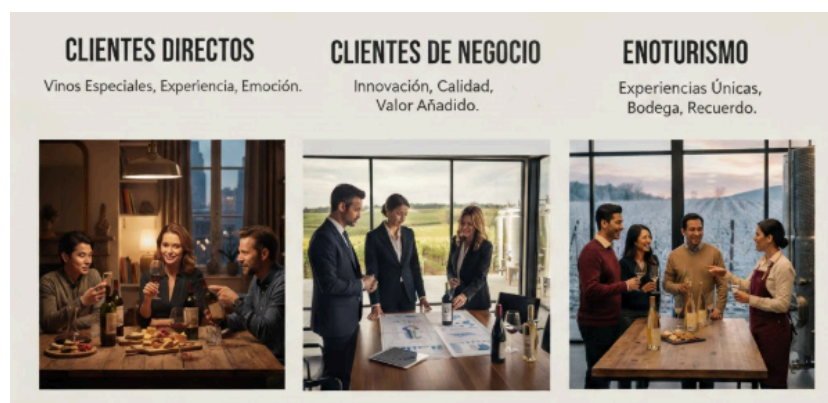 CLIENTES DIRECTOS
Vinos Especiales, Experiencia, Emoción.
CLIENTES DE NEGOCIO
Innovación, Calidad,
Valor Añadido.
ENOTURISMO
Experiencias Únicas,
Bodega, Recuerdo.